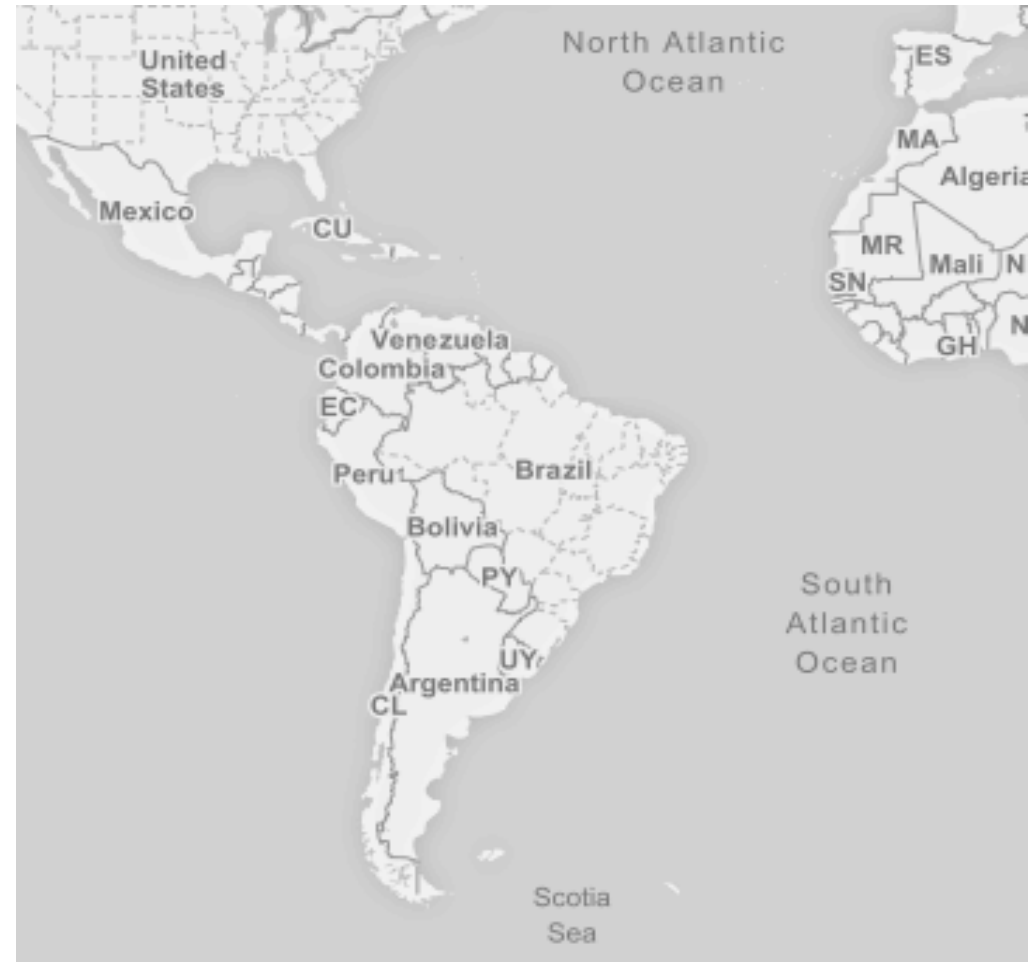 North Atlantic
Ocean
United
States
ES
MA
Algeria
Mexico
CU
MR
Mali
N
SN
N
GH
Venezuela
Colombia
EC
Peru
Brazil
Bolivia
PY
South
Atlantic
Ocean
UY
Argentina
CL
Scotia
Sea